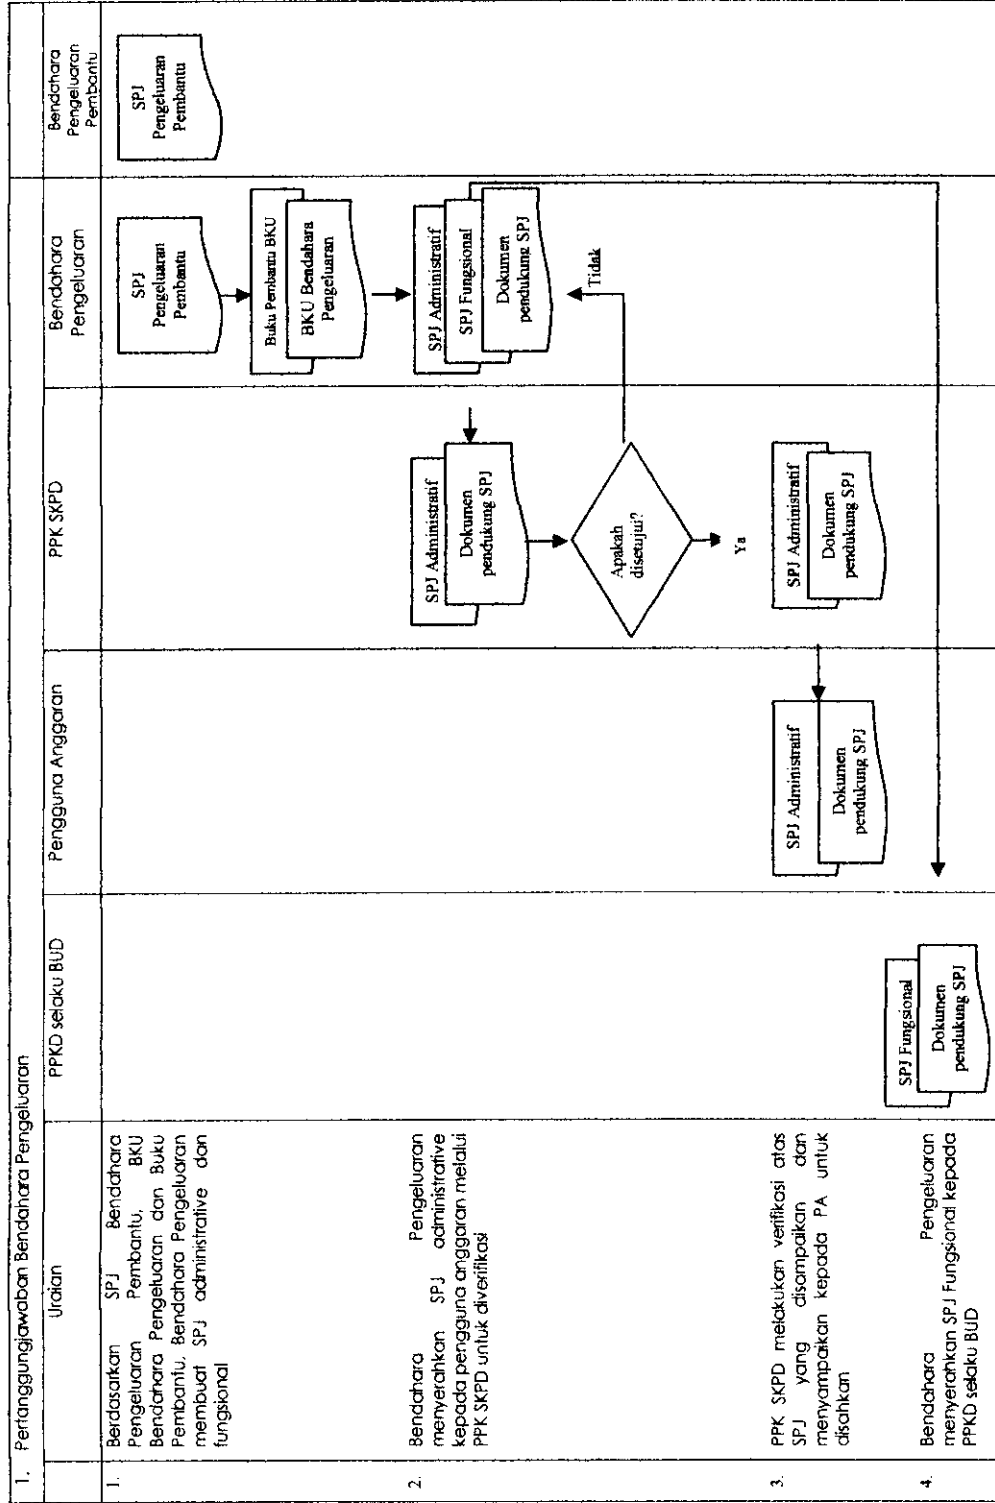 1. Pertanggungjawaban Bendahara Pengeluaran
Uraian
PPKD selaku BUD
Pengguna Anggaran
PPK SKPD
Bendahara
Pengeluaran
Bendahara
Pengeluaran
Pembantu
1.
Berdasarkan SPJ Bendahara
Pengeluaran Pembantu, BKU
Bendahara Pengeluaran dan Buku
Pembantu, Bendahara Pengeluaran
membuat SPJ administrative dan
fungsional
SPJ
Pengeluaran
Pembantu
SPJ
Pengeluaran
Pembantu
Buku Pembantu BKU
BKU Bendahara
Pengeluaran
2.
Bendahara Pengeluaran
menyerahkan SPJ administrative
kepada pengguna anggaran melalui
PPK SKPD untuk diverifikasi
SPJ Administratif
Dokumen
pendukung SPJ
SPJ Administratif
SPJ Fungsional
Dokumen
pendukung SPJ
Apakah
disetujui?
Tidak
Ya
3.
PPK SKPD melakukan verifikasi atas
SPJ yang disampaikan dan
menyampaikan kepada PA untuk
disahkan
SPJ Administratif
Dokumen
pendukung SPJ
SPJ Administratif
Dokumen
pendukung SPJ
4.
Bendahara Pengeluaran
menyerahkan SPJ Fungsional kepada
PPKD selaku BUD
SPJ Fungsional
Dokumen
pendukung SPJ